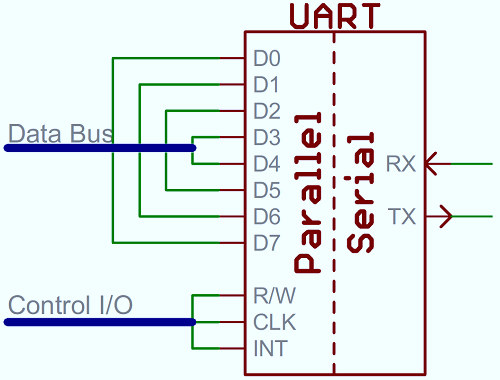 UART
D0
D1
D2
Data Bus
D3
D4
D5
D6
D7
Parallel
Serial
RX
TX
Control I/O
R/W
CLK
INT